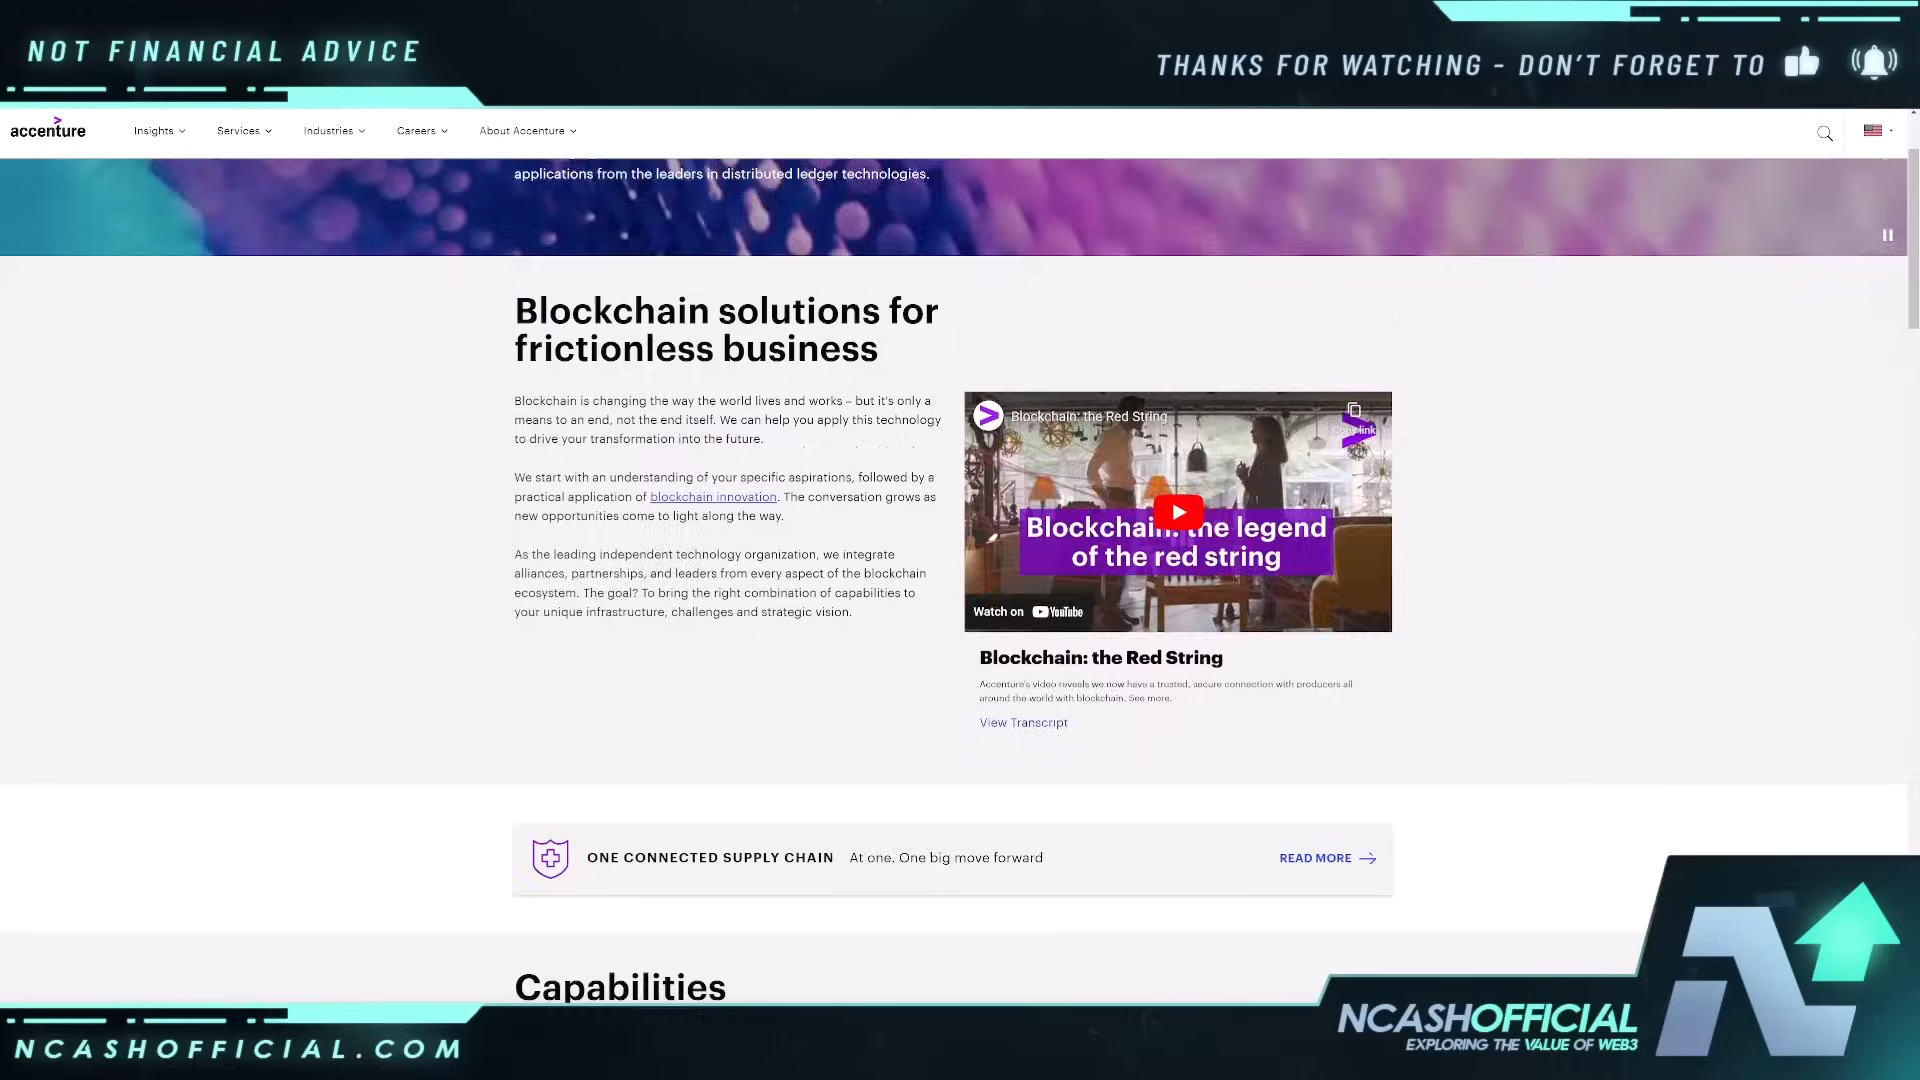 NOT FINANCIAL ADVICE
THANKS FOR WATCHING - DON'T FORGET TO
accenture
Insights
Services
Industries
Careers
About Accenture
applications from the leaders in distributed ledger technologies.
Blockchain solutions for
frictionless business
Blockchain is changing the way the world lives and works – but it's only a
means to an end, not the end itself. We can help you apply this technology
to drive your transformation into the future.
We start with an understanding of your specific aspirations, followed by a
practical application of blockchain innovation. The conversation grows as
new opportunities come to light along the way.
As the leading independent technology organization, we integrate
alliances, partnerships, and leaders from every aspect of the blockchain
ecosystem. The goal? To bring the right combination of capabilities to
your unique infrastructure, challenges and strategic vision.
Blockchain: the Red String
Copy link
Blockchain: the legend
of the red string
Watch on YouTube
Blockchain: the Red String
Accenture's video reveals we now have a trusted, secure connection with producers all
around the world with blockchain. See more.
View Transcript
ONE CONNECTED SUPPLY CHAIN At one. One big move forward READ MORE
Capabilities
NCASHOFFICIAL.COM
NCASHOFFICIAL
EXPLORING THE VALUE OF WEB3